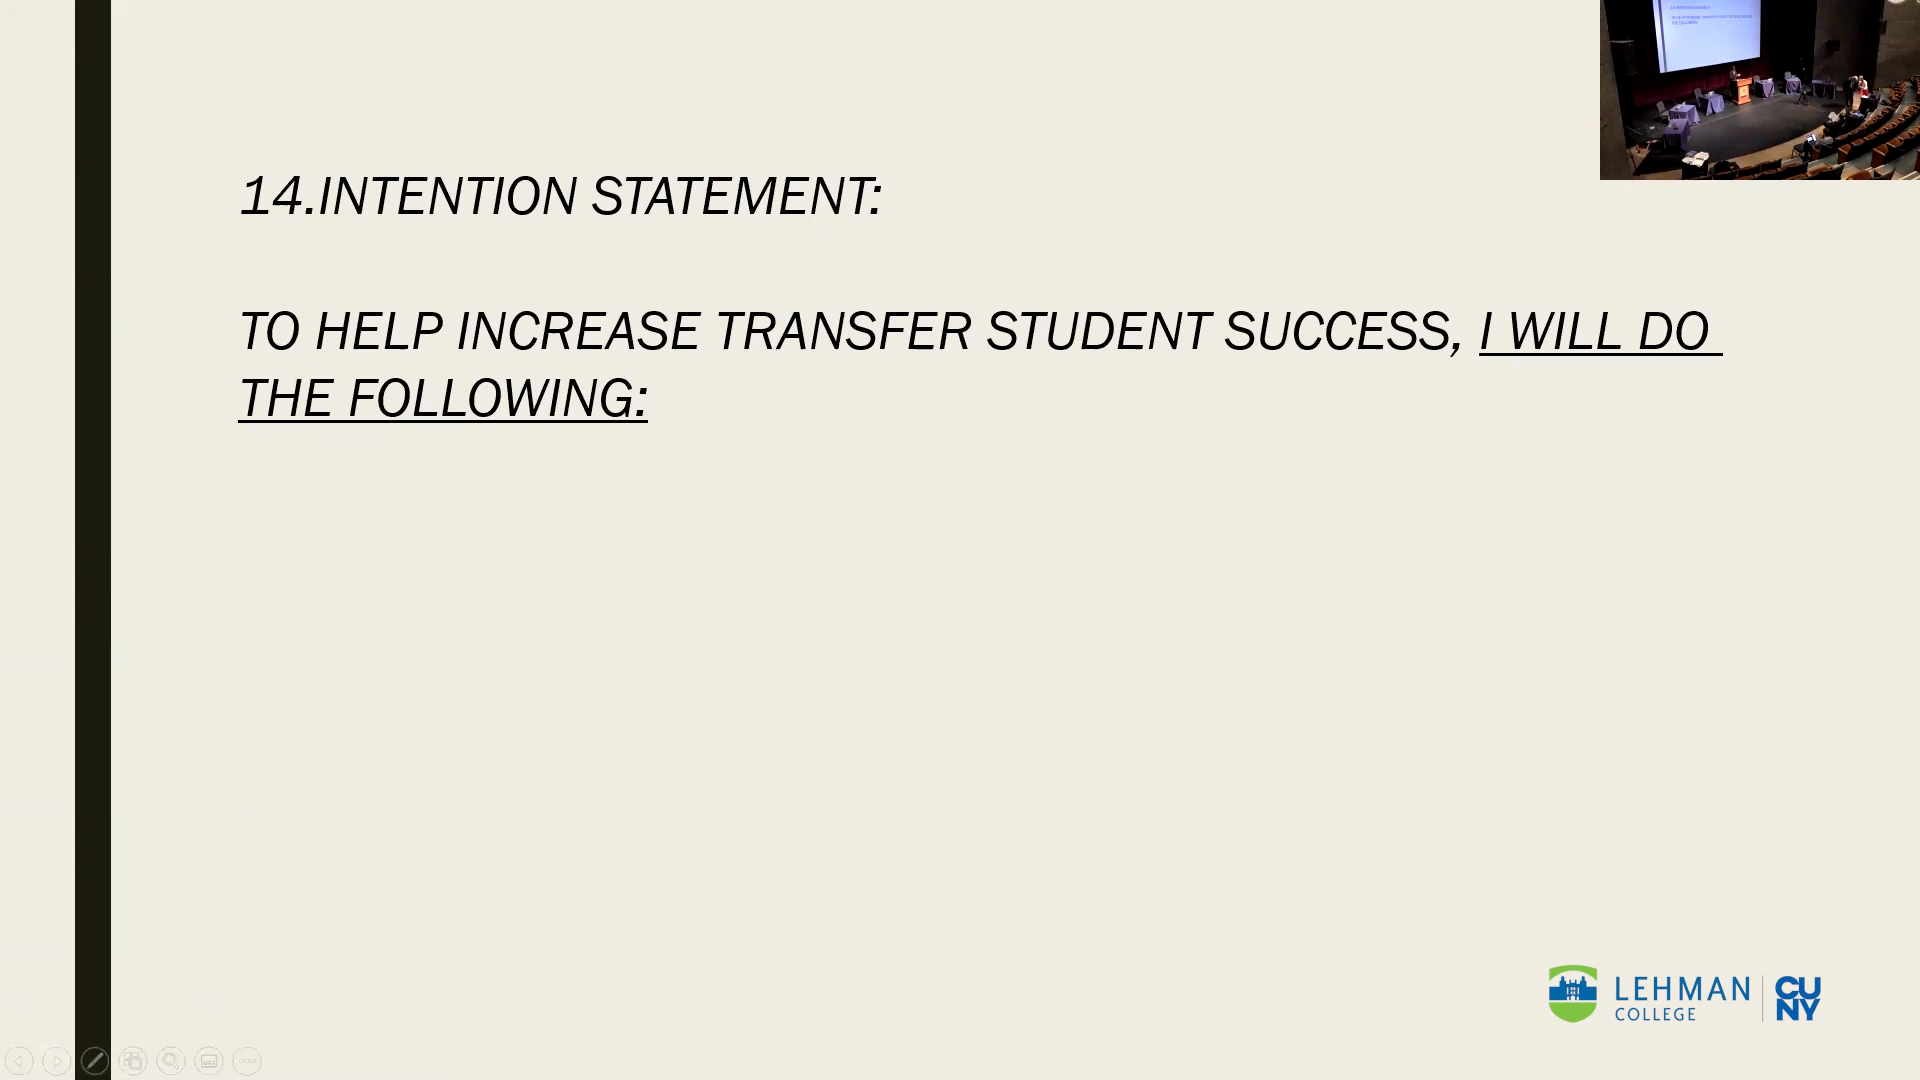 14.INTENTION STATEMENT:
TO HELP INCREASE TRANSFER STUDENT SUCCESS, I WILL DO
THE FOLLOWING:
LEHMAN
COLLEGE
CU
NY